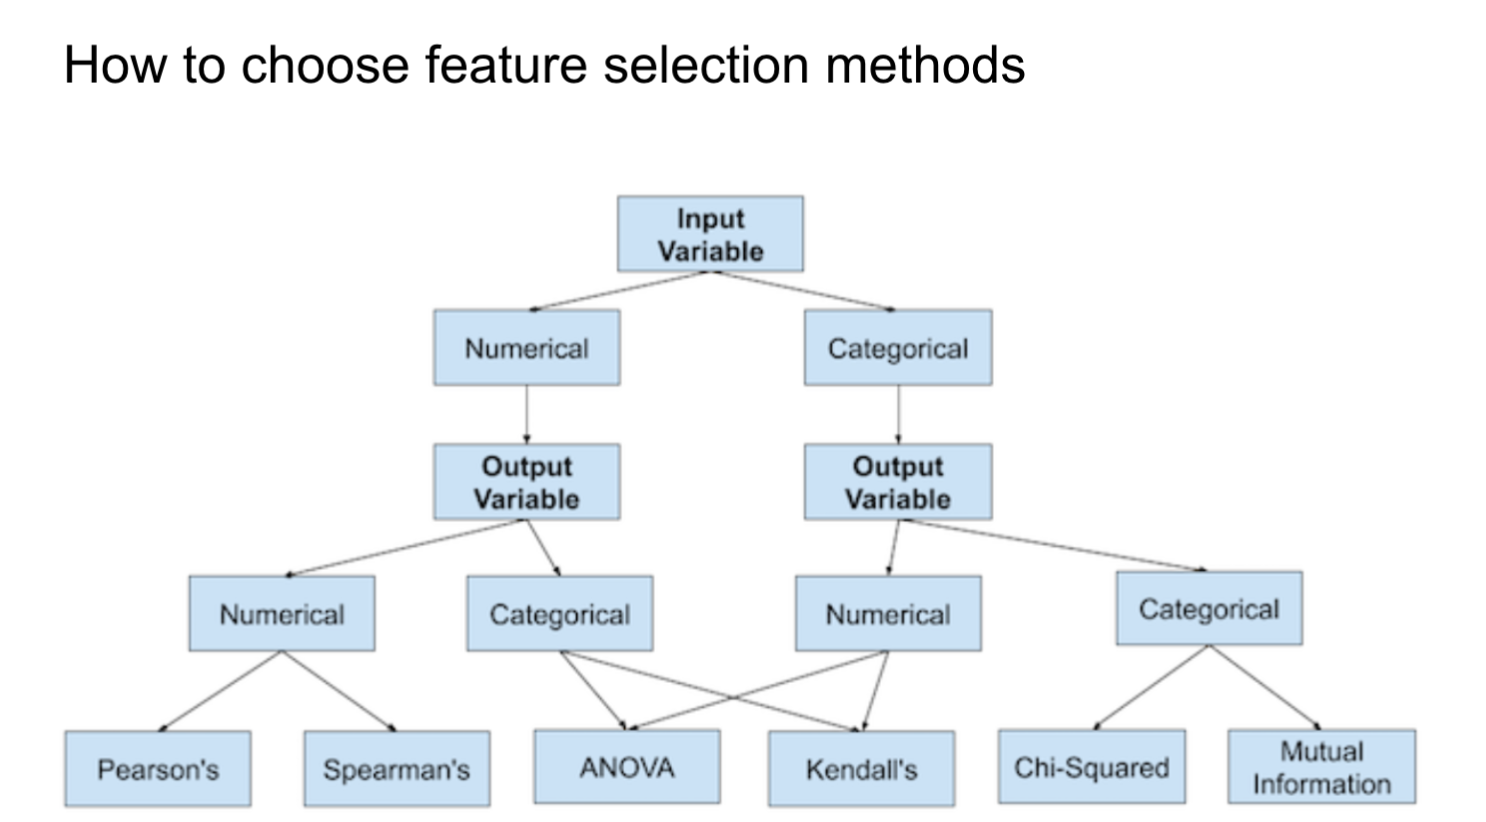 How to choose feature selection methods
Input
Variable
Numerical
Categorical
Output
Variable
Output
Variable
Numerical
Categorical
Numerical
Categorical
Pearson's
Spearman's
ANOVA
Kendall's
Chi-Squared
Mutual
Information